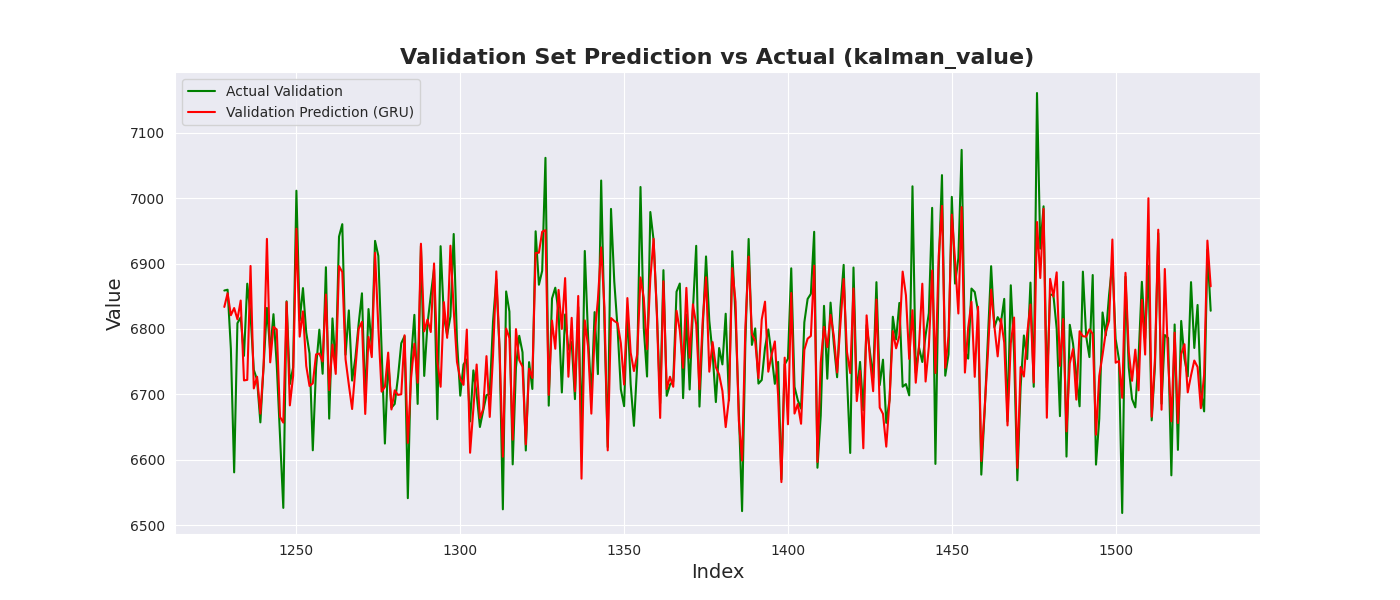 Validation Set Prediction vs Actual (kalman_value)
Actual Validation
Validation Prediction (GRU)
7100
7000
6900
6800
6700
6600
6500
Value
1250
1300
1350
1400
1450
1500
Index